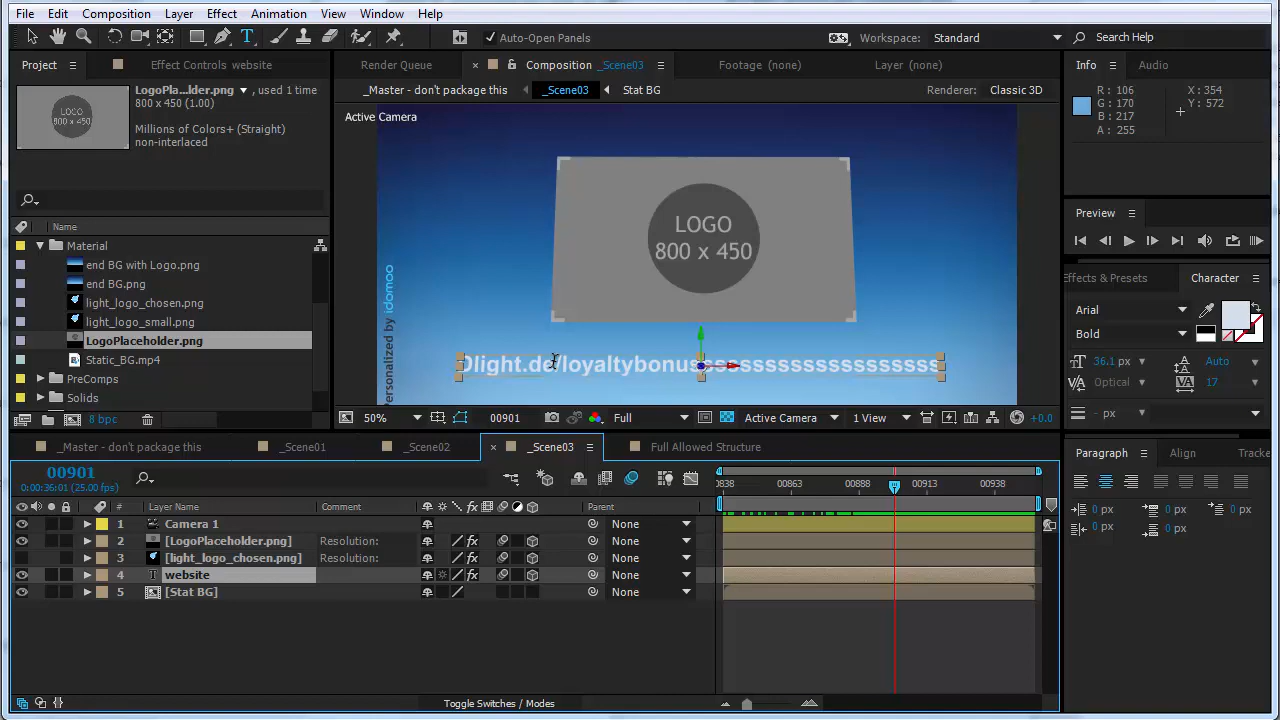 File Edit Composition Layer Effect Animation View Window Help
Auto-Open Panels Workspace: Standard Search Help
Project Effect Controls website Render Queue Composition _Scene03 Footage (none) Layer (none) Info Audio
LogoPla...lder.png , used 1 time
800 x 450 (1.00)
Millions of Colors+ (Straight)
non-interlaced
_Master - don't package this _Scene03 Stat BG Renderer: Classic 3D
Active Camera
R: 106 X: 354
G: 170 Y: 572
B: 217
A: 255
LOGO
800 x 450
LOGO
800 x 450
Personalized by idomoo
Dlight.de/loyaltybonussssssssssssssssssss
Name
Material
end BG with Logo.png
end BG.png
light_logo_chosen.png
light_logo_small.png
LogoPlaceholder.png
Static_BG.mp4
PreComps
Solids
8 bpc
50% 00901 Full Active Camera 1 View +0.0
Preview
Effects & Presets Character
Arial
Bold
36.1 px Auto
Optical 17
- px
Paragraph Align Tracke
0 px 0 px 0 px
0 px 0 px
_Master - don't package this _Scene01 _Scene02 _Scene03 Full Allowed Structure
00901
0:00:36:01 (25.00 fps)
0838 00863 00888 00913 00938
# Layer Name Comment Parent
1 Camera 1 None
2 [LogoPlaceholder.png] Resolution: None
3 [light_logo_chosen.png] Resolution: None
4 T website None
5 [Stat BG] None
Toggle Switches / Modes